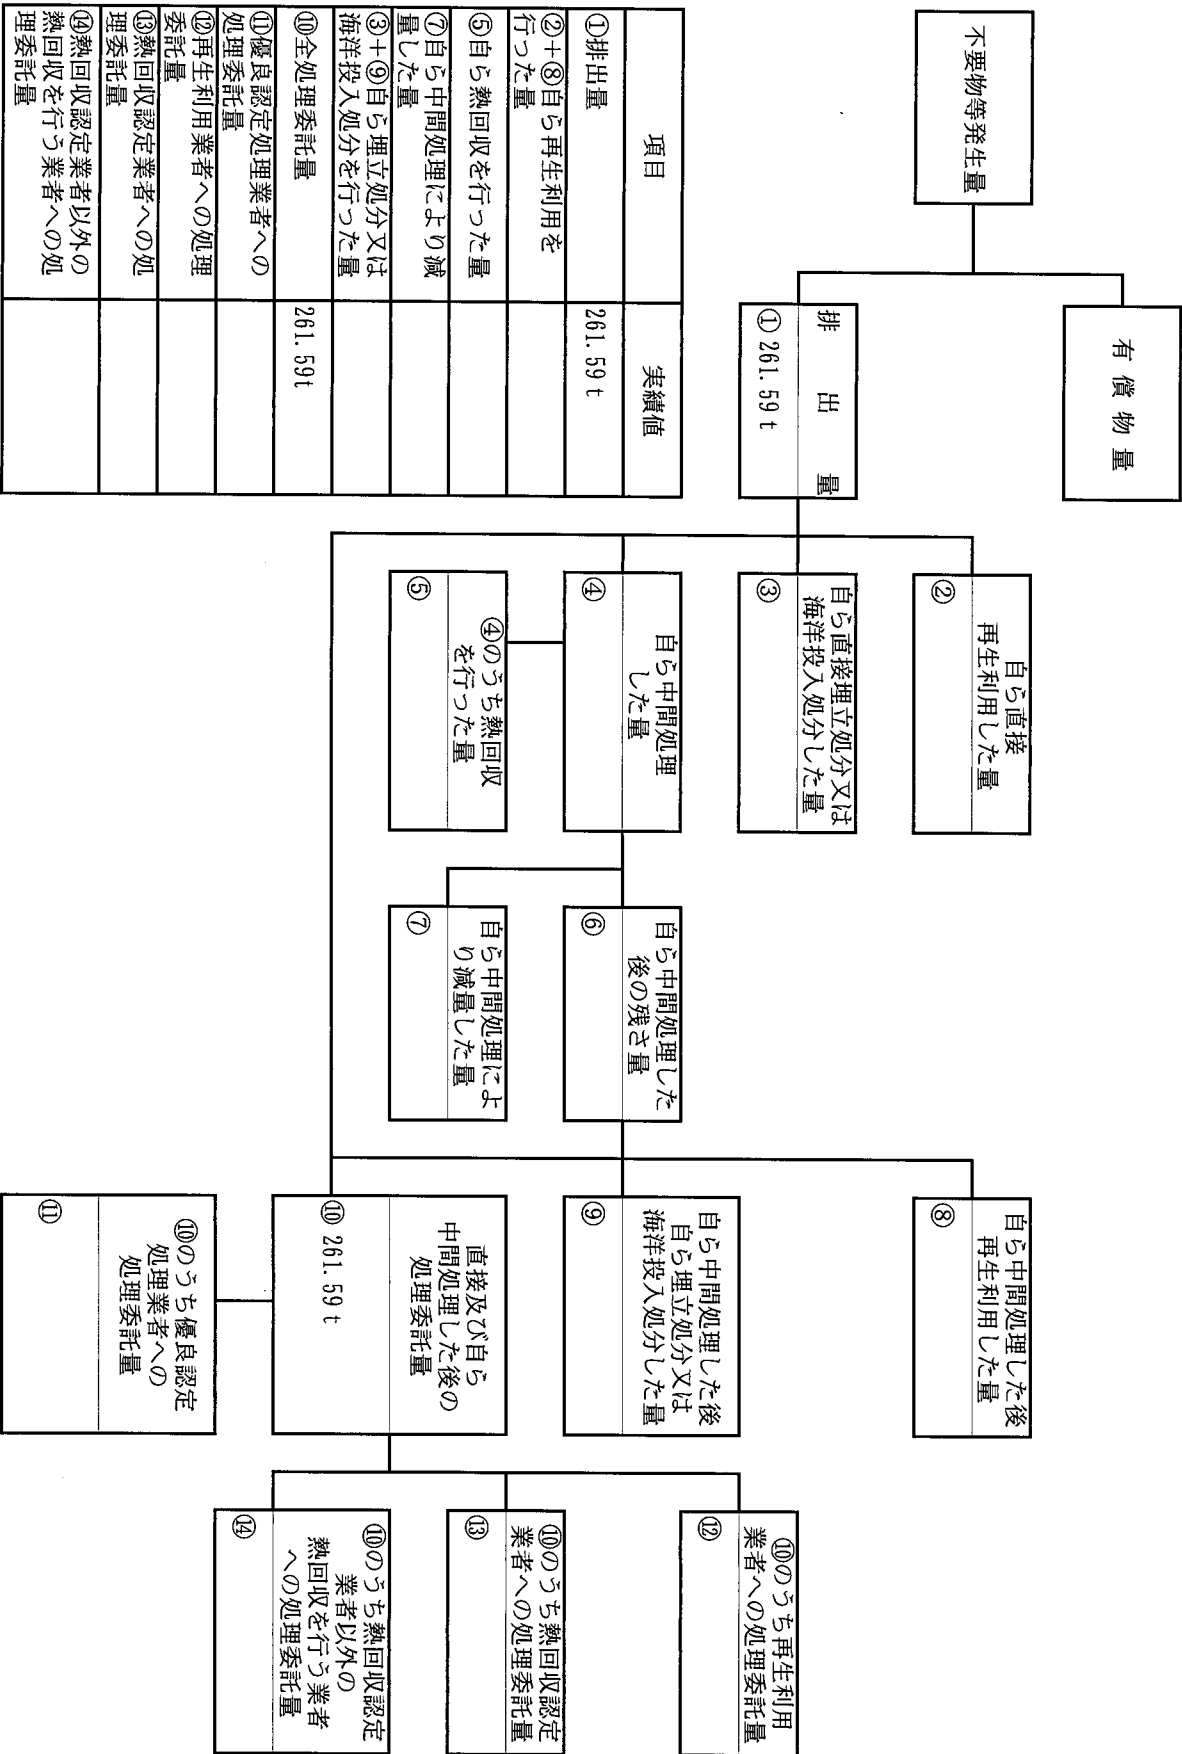 不要物等発生量
有償物量
排出量
① 261.59 t
自ら直接
再生利用した量
②
自ら直接埋立処分又は
海洋投入処分した量
③
自ら中間処理
した量
④
④のうち熱回収
を行った量
⑤
自ら中間処理した
後の残さ量
⑥
自ら中間処理によ
り減量した量
⑦
自ら中間処理した後
再生利用した量
⑧
自ら中間処理した後
自ら埋立処分又は
海洋投入処分した量
⑨
直接及び自ら
中間処理した後の
処理委託量
⑩ 261.59 t
⑩のうち優良認定
処理業者への
処理委託量
⑪
⑩のうち再生利用
業者への処理委託量
⑫
⑩のうち熱回収認定
業者への処理委託量
⑬
⑩のうち熱回収認定
業者以外の
熱回収を行う業者
への処理委託量
⑭
項目 実績値
①排出量 261.59 t
②+⑧自ら再生利用を
行った量
⑤自ら熱回収を行った量
⑦自ら中間処理により減
量した量
③+⑨自ら埋立処分又は
海洋投入処分を行った量
⑩全処理委託量 261.59t
⑪優良認定処理業者への
処理委託量
⑫再生利用業者への処理
委託量
⑬熱回収認定業者への処
理委託量
⑭熱回収認定業者以外の
熱回収を行う業者への処
理委託量